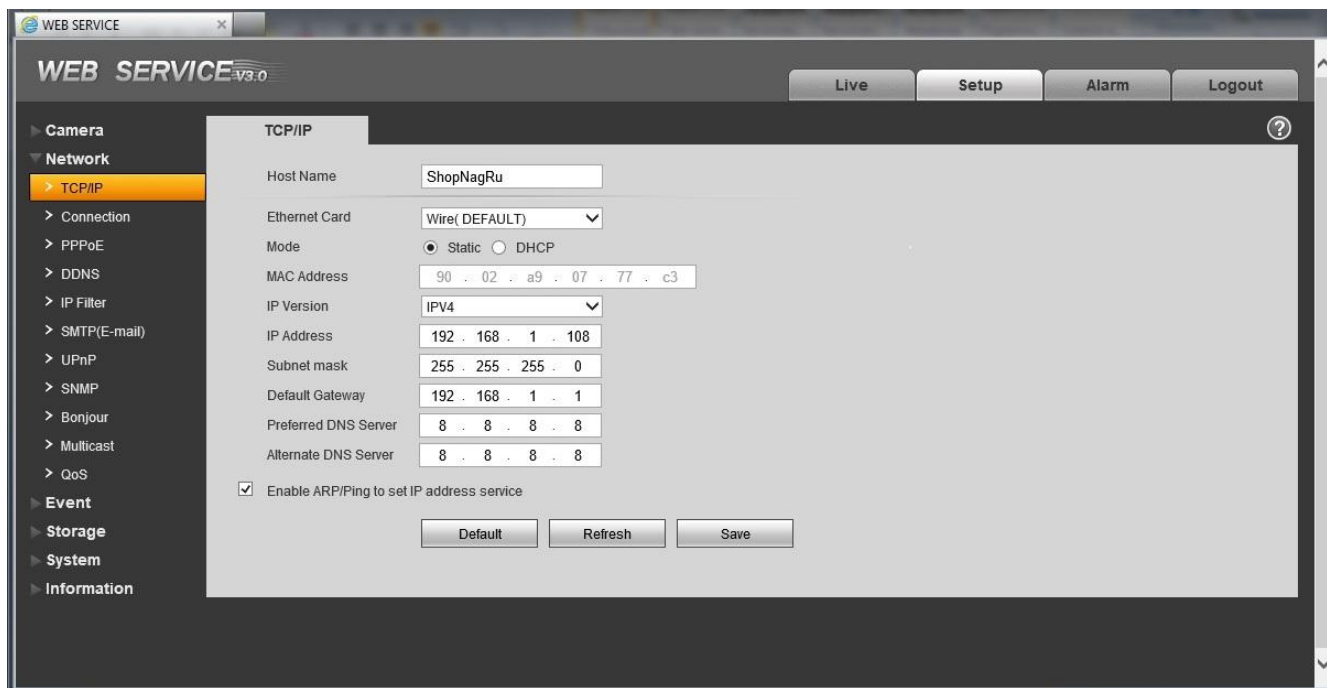 WEB SERVICE
WEB SERVICE V3.0
Live Setup Alarm Logout
Camera
Network
TCP/IP
Connection
PPPoE
DDNS
IP Filter
SMTP(E-mail)
UPnP
SNMP
Bonjour
Multicast
QoS
Event
Storage
System
Information
TCP/IP
Host Name ShopNagRu
Ethernet Card Wire( DEFAULT)
Mode Static DHCP
MAC Address 90 . 02 . a9 . 07 . 77 . c3
IP Version IPV4
IP Address 192 . 168 . 1 . 108
Subnet mask 255 . 255 . 255 . 0
Default Gateway 192 . 168 . 1 . 1
Preferred DNS Server 8 . 8 . 8 . 8
Alternate DNS Server 8 . 8 . 8 . 8
Enable ARP/Ping to set IP address service
Default Refresh Save